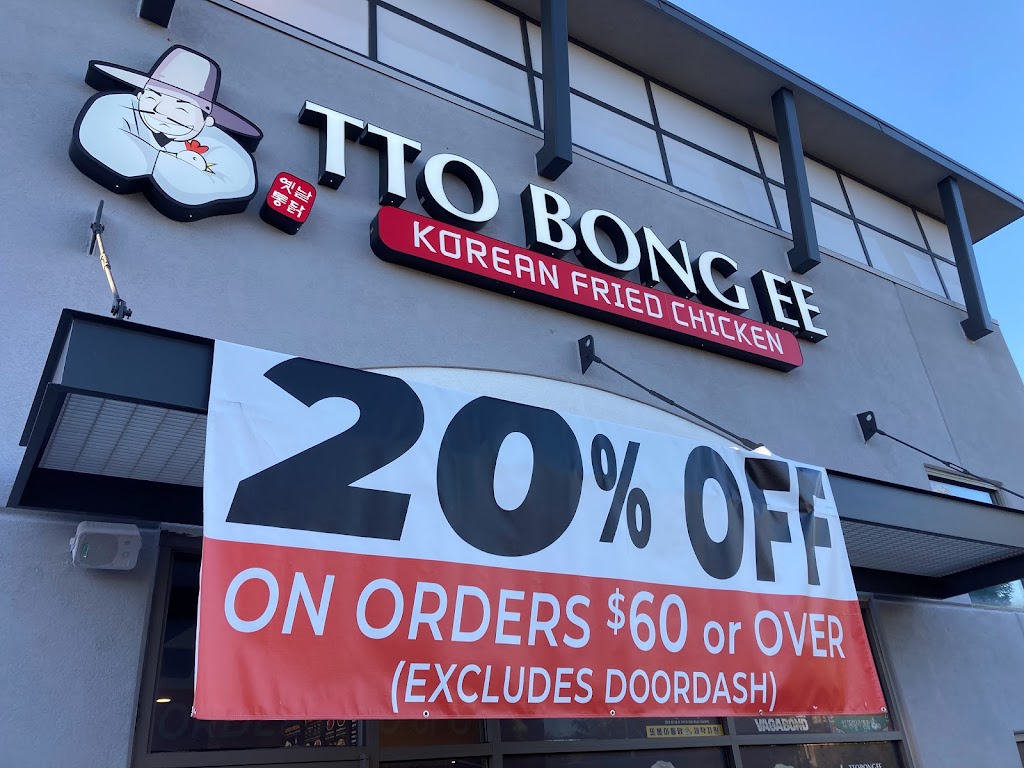 옛날
통닭
TTO BONG EE
KOREAN FRIED CHICKEN
20% OFF
ON ORDERS $60 or OVER
(EXCLUDES DOORDASH)
VAGABOND
TTOBONGEE